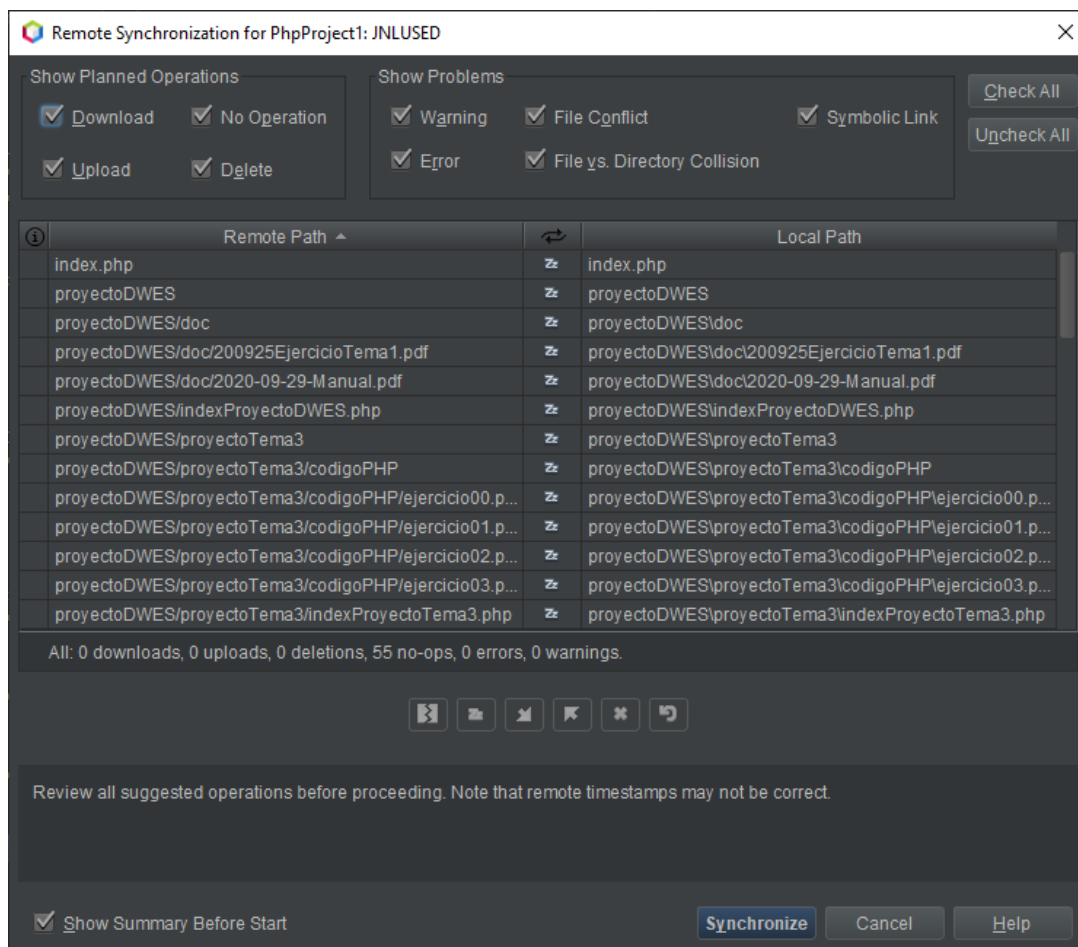 Remote Synchronization for PhpProject1: JNLUSED
Show Planned Operations
Show Problems
Download
No Operation
Warning
File Conflict
Symbolic Link
Check All
Upload
Delete
Error
File vs. Directory Collision
Uncheck All
Remote Path Local Path
index.php index.php
proyectoDWES proyectoDWES
proyectoDWES/doc proyectoDWES\doc
proyectoDWES/doc/200925EjercicioTema1.pdf proyectoDWES\doc\200925EjercicioTema1.pdf
proyectoDWES/doc/2020-09-29-Manual.pdf proyectoDWES\doc\2020-09-29-Manual.pdf
proyectoDWES/indexProyectoDWES.php proyectoDWES\indexProyectoDWES.php
proyectoDWES/proyectoTema3 proyectoDWES\proyectoTema3
proyectoDWES/proyectoTema3/codigoPHP proyectoDWES\proyectoTema3\codigoPHP
proyectoDWES/proyectoTema3/codigoPHP/ejercicio00.p... proyectoDWES\proyectoTema3\codigoPHP\ejercicio00.p...
proyectoDWES/proyectoTema3/codigoPHP/ejercicio01.p... proyectoDWES\proyectoTema3\codigoPHP\ejercicio01.p...
proyectoDWES/proyectoTema3/codigoPHP/ejercicio02.p... proyectoDWES\proyectoTema3\codigoPHP\ejercicio02.p...
proyectoDWES/proyectoTema3/codigoPHP/ejercicio03.p... proyectoDWES\proyectoTema3\codigoPHP\ejercicio03.p...
proyectoDWES/proyectoTema3/indexProyectoTema3.php proyectoDWES\proyectoTema3\indexProyectoTema3.php
All: 0 downloads, 0 uploads, 0 deletions, 55 no-ops, 0 errors, 0 warnings.
Review all suggested operations before proceeding. Note that remote timestamps may not be correct.
Show Summary Before Start
Synchronize
Cancel
Help